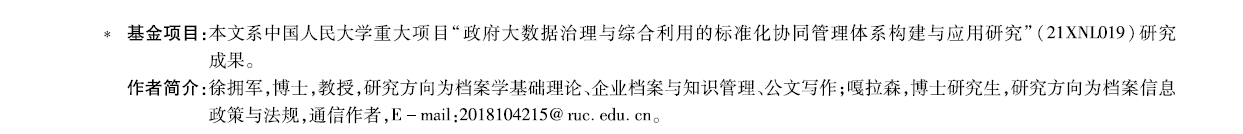 * 基金项目:本文系中国人民大学重大项目“政府大数据治理与综合利用的标准化协同管理体系构建与应用研究”(21XNL019)研究
成果。
作者简介:徐拥军,博士,教授,研究方向为档案学基础理论、企业档案与知识管理、公文写作;嘎拉森,博士研究生,研究方向为档案信息
政策与法规,通信作者,E-mail:2018104215@ruc.edu.cn。